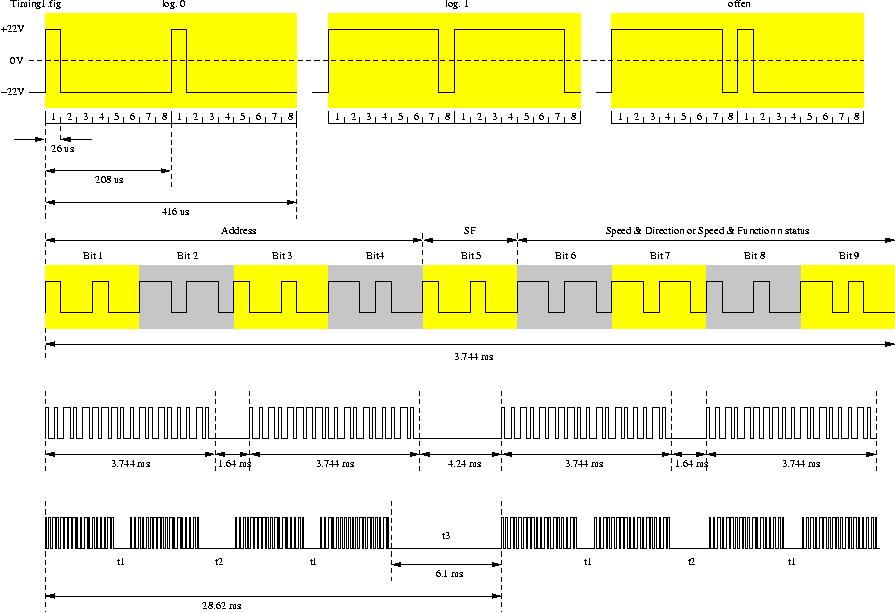 Timing1.fig log. 0 log. 1 offen
+22V
0V
-22V
1 2 3 4 5 6 7 8 1 2 3 4 5 6 7 8 1 2 3 4 5 6 7 8 1 2 3 4 5 6 7 8 1 2 3 4 5 6 7 8 1 2 3 4 5 6 7 8
26 us
208 us
416 us
Address SF Speed & Direction or Speed & Function n status
Bit 1 Bit 2 Bit 3 Bit4 Bit 5 Bit 6 Bit 7 Bit 8 Bit9
3.744 ms
3.744 ms 1.64 ms 3.744 ms 4.24 ms 3.744 ms 1.64 ms 3.744 ms
t3
t1 t2 t1 t1 t2 t1
6.1 ms
28.62 ms